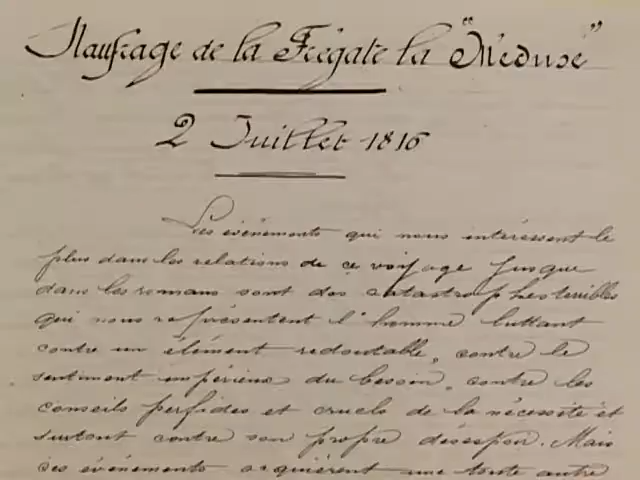 Naufrage de la Frégate la "Méduse"
2 Juillet 1816
Les événements qui nous intéressent le
plus dans les relations de ce voyage jusque
dans les romans sont des catastrophes terribles
qui nous représentent l'homme luttant
contre un élément redoutable, contre le
sentiment impérieux du besoin, contre les
conseils perfides et cruels de la nécessité et
surtout contre son propre désespoir. Mais
ces événements acquièrent une toute autre